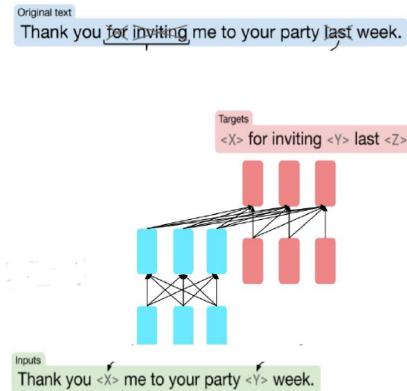 Original text
Thank you for inviting me to your party last week.
Targets
<X> for inviting <Y> last <Z>
Inputs
Thank you <X> me to your party <Y> week.